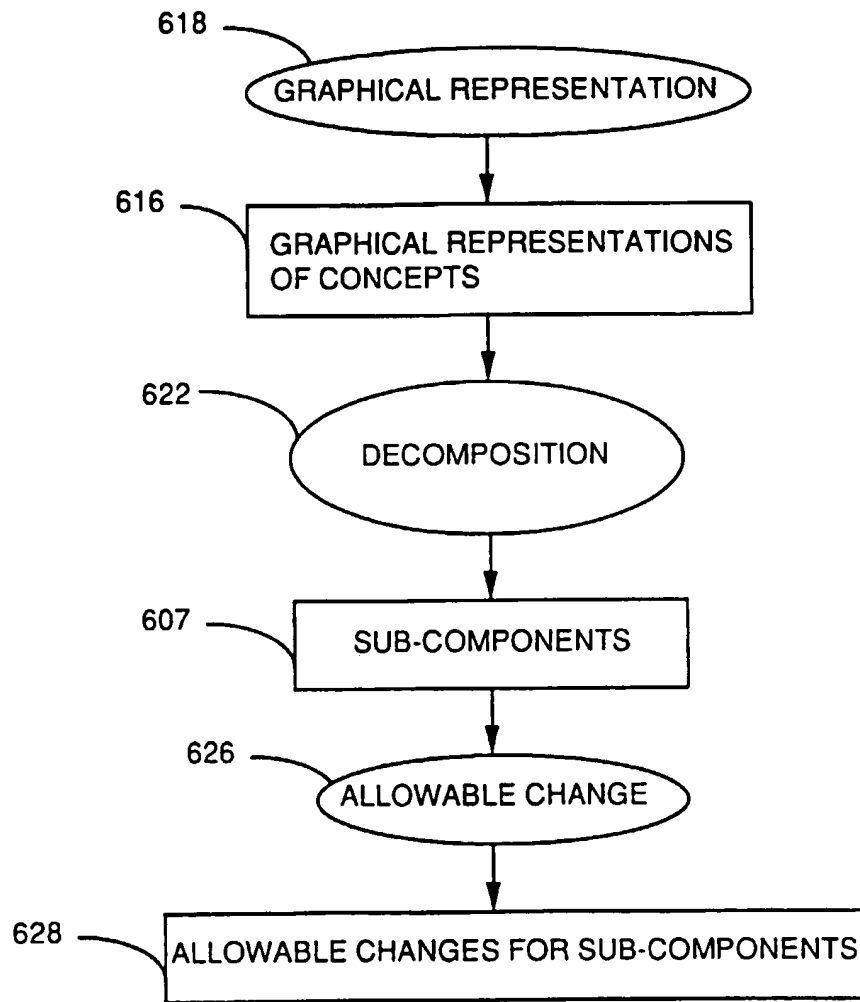 618
GRAPHICAL REPRESENTATION
616
GRAPHICAL REPRESENTATIONS
OF CONCEPTS
622
DECOMPOSITION
607
SUB-COMPONENTS
626
ALLOWABLE CHANGE
628
ALLOWABLE CHANGES FOR SUB-COMPONENTS